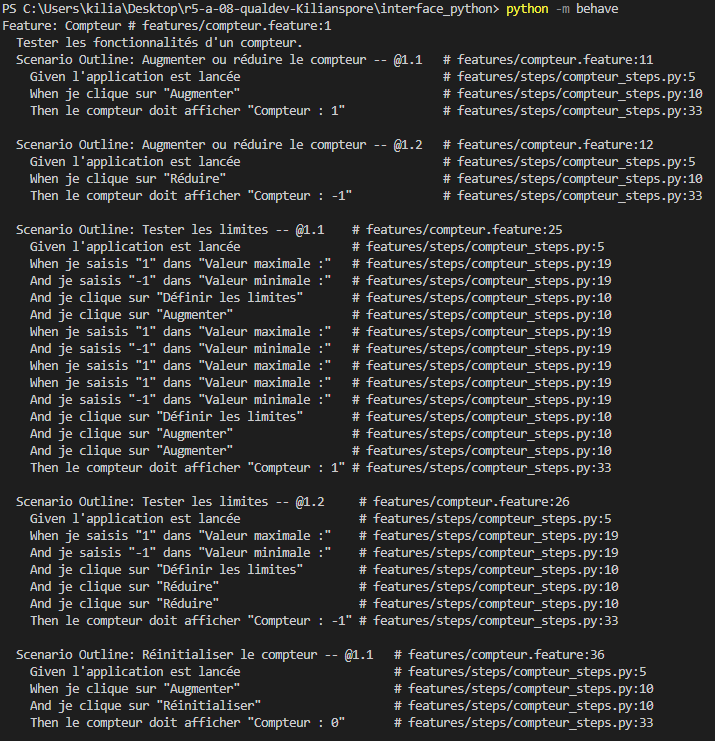 PS C:\Users\kilia\Desktop\r5-a-08-qualdev-Kilianspore\interface_python> python -m behave
Feature: Compteur # features/compteur.feature:1
Tester les fonctionnalités d'un compteur.
Scenario Outline: Augmenter ou réduire le compteur -- @1.1 # features/compteur.feature:11
Given l'application est lancée # features/steps/compteur_steps.py:5
When je clique sur "Augmenter" # features/steps/compteur_steps.py:10
Then le compteur doit afficher "Compteur : 1" # features/steps/compteur_steps.py:33
Scenario Outline: Augmenter ou réduire le compteur -- @1.2 # features/compteur.feature:12
Given l'application est lancée # features/steps/compteur_steps.py:5
When je clique sur "Réduire" # features/steps/compteur_steps.py:10
Then le compteur doit afficher "Compteur : -1" # features/steps/compteur_steps.py:33
Scenario Outline: Tester les limites -- @1.1 # features/compteur.feature:25
Given l'application est lancée # features/steps/compteur_steps.py:5
When je saisis "1" dans "Valeur maximale :" # features/steps/compteur_steps.py:19
And je saisis "-1" dans "Valeur minimale :" # features/steps/compteur_steps.py:19
And je clique sur "Définir les limites" # features/steps/compteur_steps.py:10
And je clique sur "Augmenter" # features/steps/compteur_steps.py:10
When je saisis "1" dans "Valeur maximale :" # features/steps/compteur_steps.py:19
And je saisis "-1" dans "Valeur minimale :" # features/steps/compteur_steps.py:19
When je saisis "1" dans "Valeur maximale :" # features/steps/compteur_steps.py:19
When je saisis "1" dans "Valeur maximale :" # features/steps/compteur_steps.py:19
And je saisis "-1" dans "Valeur minimale :" # features/steps/compteur_steps.py:19
And je clique sur "Définir les limites" # features/steps/compteur_steps.py:10
And je clique sur "Augmenter" # features/steps/compteur_steps.py:10
And je clique sur "Augmenter" # features/steps/compteur_steps.py:10
Then le compteur doit afficher "Compteur : 1" # features/steps/compteur_steps.py:33
Scenario Outline: Tester les limites -- @1.2 # features/compteur.feature:26
Given l'application est lancée # features/steps/compteur_steps.py:5
When je saisis "1" dans "Valeur maximale :" # features/steps/compteur_steps.py:19
And je saisis "-1" dans "Valeur minimale :" # features/steps/compteur_steps.py:19
And je clique sur "Définir les limites" # features/steps/compteur_steps.py:10
And je clique sur "Réduire" # features/steps/compteur_steps.py:10
And je clique sur "Réduire" # features/steps/compteur_steps.py:10
Then le compteur doit afficher "Compteur : -1" # features/steps/compteur_steps.py:33
Scenario Outline: Réinitialiser le compteur -- @1.1 # features/compteur.feature:36
Given l'application est lancée # features/steps/compteur_steps.py:5
When je clique sur "Augmenter" # features/steps/compteur_steps.py:10
And je clique sur "Réinitialiser" # features/steps/compteur_steps.py:10
Then le compteur doit afficher "Compteur : 0" # features/steps/compteur_steps.py:33